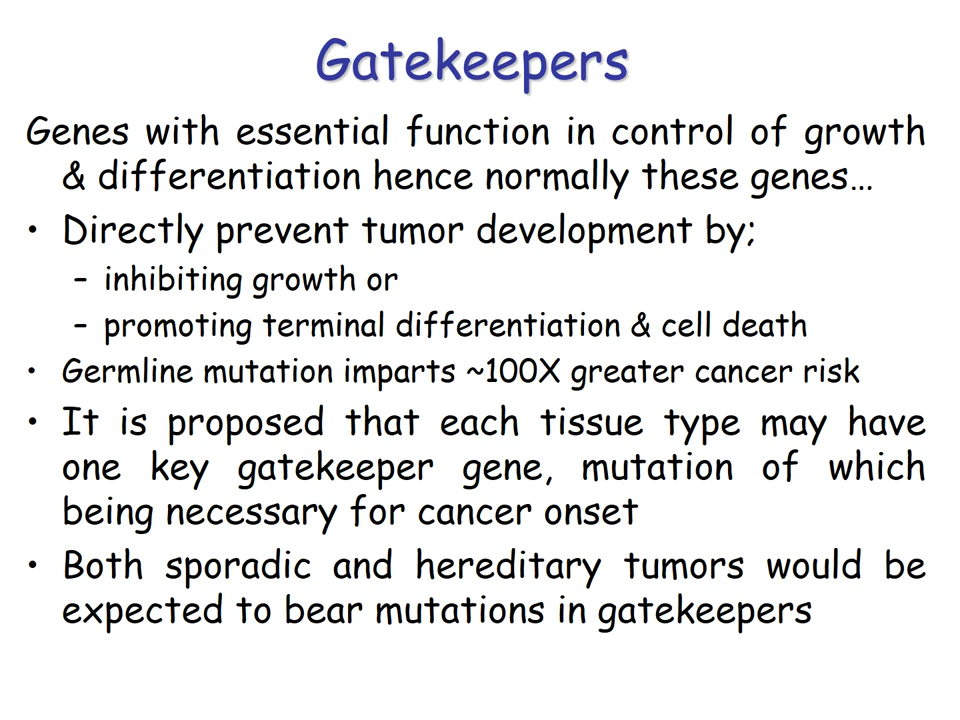 Gatekeepers
Genes with essential function in control of growth
& differentiation hence normally these genes…
• Directly prevent tumor development by;
– inhibiting growth or
– promoting terminal differentiation & cell death
• Germline mutation imparts ~100X greater cancer risk
• It is proposed that each tissue type may have
one key gatekeeper gene, mutation of which
being necessary for cancer onset
• Both sporadic and hereditary tumors would be
expected to bear mutations in gatekeepers